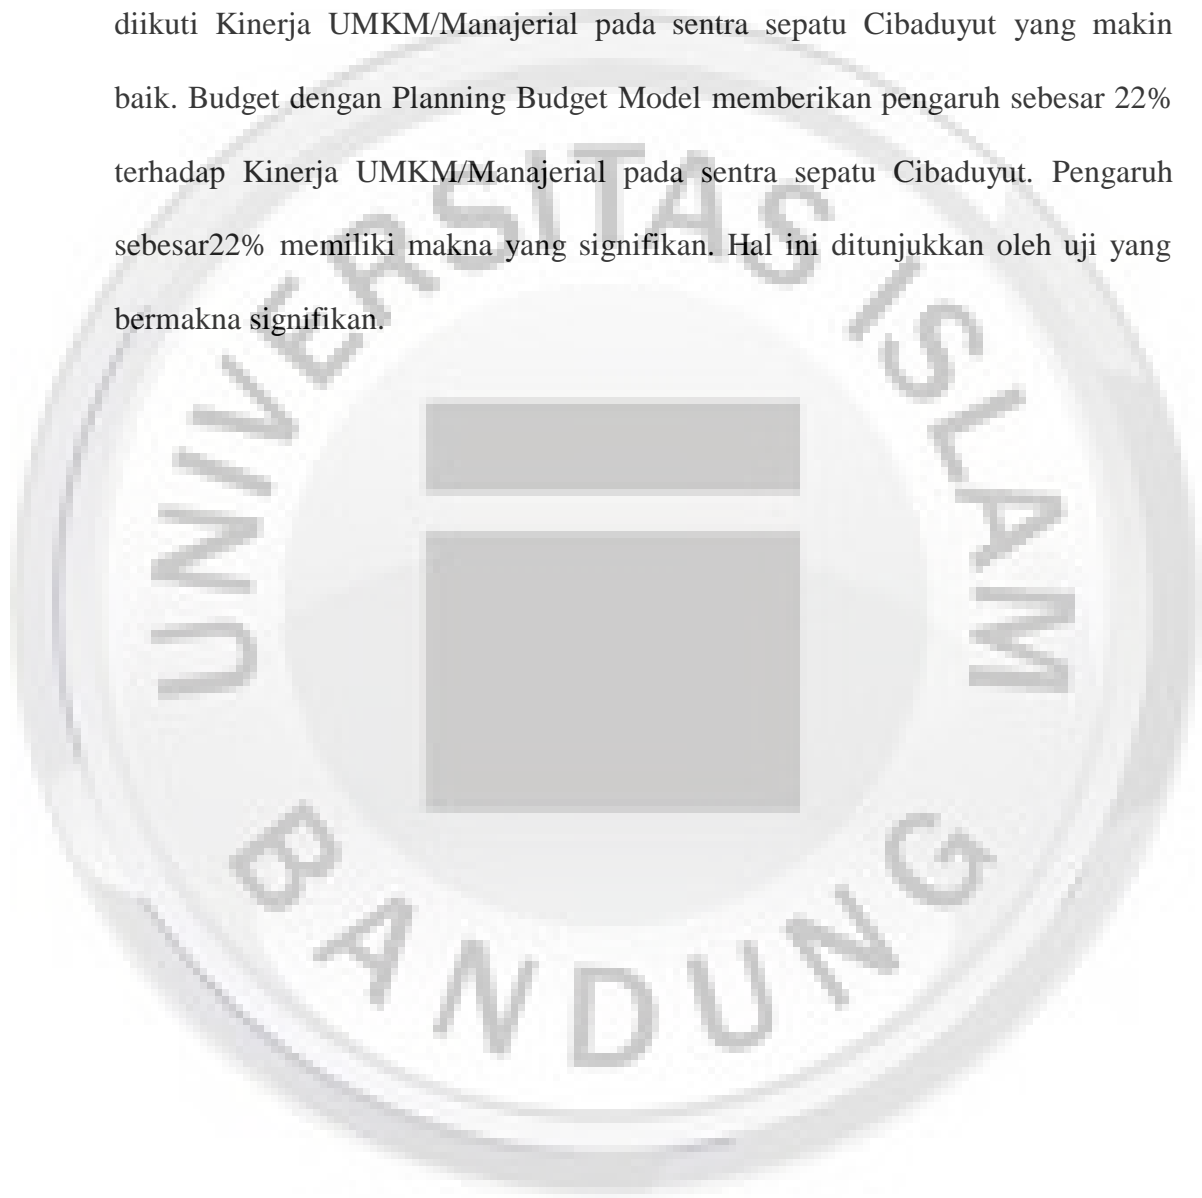 diikuti Kinerja UMKM/Manajerial pada sentra sepatu Cibaduyut yang makin
baik. Budget dengan Planning Budget Model memberikan pengaruh sebesar 22%
terhadap Kinerja UMKM/Manajerial pada sentra sepatu Cibaduyut. Pengaruh
sebesar22% memiliki makna yang signifikan. Hal ini ditunjukkan oleh uji yang
bermakna signifikan.
UNIVERSITAS ISLAM
BANDUNG